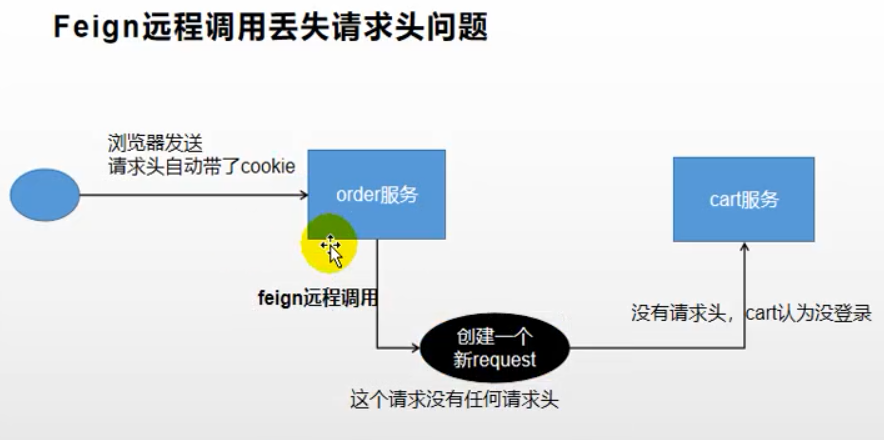 Feign远程调用丢失请求头问题
浏览器发送
请求头自动带了cookie
order服务
cart服务
feign远程调用
没有请求头，cart认为没登录
创建一个
新request
这个请求没有任何请求头